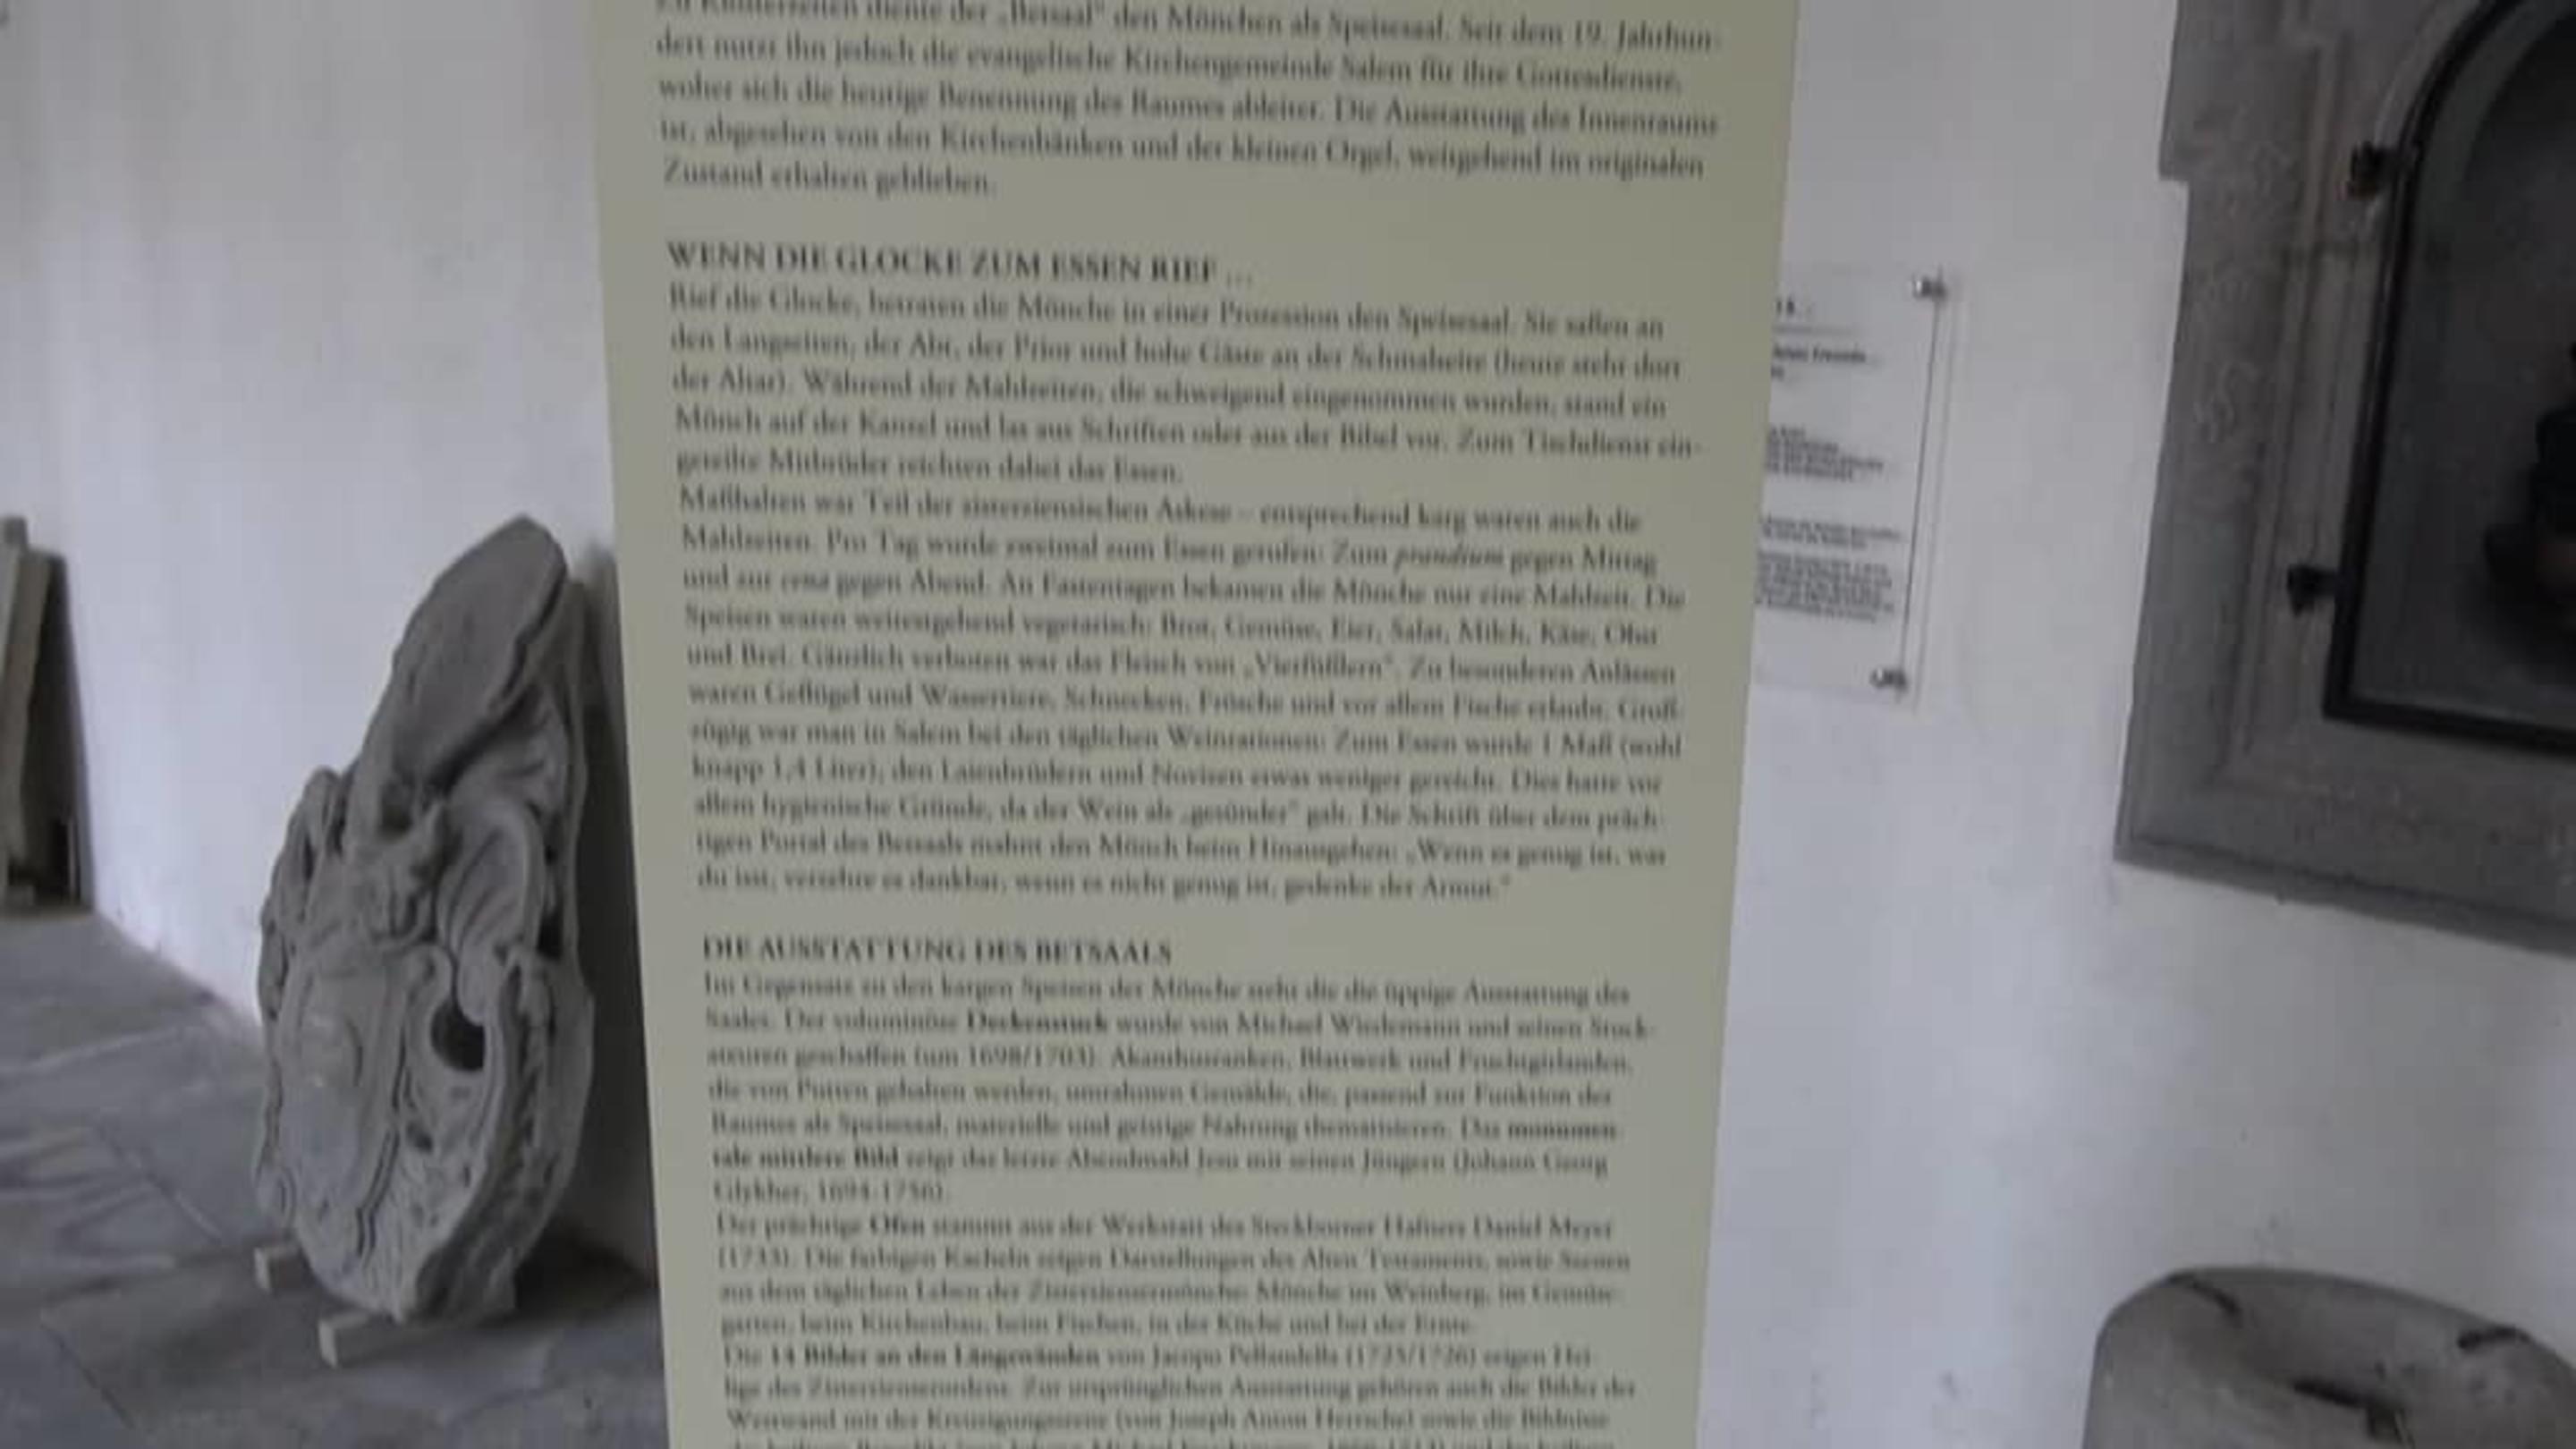 Zu Klosterzeiten diente der „Betsaal“ den Mönchen als Speisesaal. Seit dem 19. Jahrhun-
dert nutzt ihn jedoch die evangelische Kirchengemeinde Salem für ihre Gottesdienste,
woher sich die heutige Benennung des Raumes ableitet. Die Ausstattung des Innenraums
ist, abgesehen von den Kirchenbänken und der kleinen Orgel, weitgehend im originalen
Zustand erhalten geblieben.
WENN DIE GLOCKE ZUM ESSEN RIEF ...
Rief die Glocke, betraten die Mönche in einer Prozession den Speisesaal. Sie saßen an
den Langseiten, der Abt, der Prior und hohe Gäste an der Schmalseite (heute steht dort
der Altar). Während der Mahlzeiten, die schweigend eingenommen wurden, stand ein
Mönch auf der Kanzel und las aus Schriften oder aus der Bibel vor. Zum Tischdienst ein-
geteilte Mitbrüder reichten dabei das Essen.
Maßhalten war Teil der zisterziensischen Askese – entsprechend karg waren auch die
Mahlzeiten. Pro Tag wurde zweimal zum Essen gerufen: Zum prandium gegen Mittag
und zur cena gegen Abend. An Fastentagen bekamen die Mönche nur eine Mahlzeit. Die
Speisen waren weitestgehend vegetarisch: Brot, Gemüse, Eier, Salat, Milch, Käse, Obst
und Brei. Gänzlich verboten war das Fleisch von „Vierfüßlern“. Zu besonderen Anlässen
waren Geflügel und Wassertiere, Schnecken, Frösche und vor allem Fische erlaubt. Groß-
zügig war man in Salem bei den täglichen Weinrationen: Zum Essen wurde 1 Maß (wohl
knapp 1,4 Liter), den Laienbrüdern und Novizen etwas weniger gereicht. Dies hatte vor
allem hygienische Gründe, da der Wein als „gesünder“ galt. Die Schrift über dem präch-
tigen Portal des Betsaals mahnt den Mönch beim Hinausgehen: „Wenn es genug ist, was
du isst, verzehre es dankbar, wenn es nicht genug ist, gedenke der Armut.“
DIE AUSSTATTUNG DES BETSAALS
Im Gegensatz zu den kargen Speisen der Mönche steht die die üppige Ausstattung des
Saales. Der voluminöse Deckenstuck wurde von Michael Wiedemann und seinen Stuck-
ateuren geschaffen (um 1698/1703). Akanthusranken, Blattwerk und Fruchtgirlanden,
die von Putten gehalten werden, umrahmen Gemälde, die, passend zur Funktion des
Raumes als Speisesaal, materielle und geistige Nahrung thematisieren. Das monumen-
tale mittlere Bild zeigt das letzte Abendmahl Jesu mit seinen Jüngern (Johann Georg
Glykher,
Der prächtige Ofen stammt aus der Werkstatt des Steckborner Hafners Daniel Meyer
(1733). Die farbigen Kacheln zeigen Darstellungen des Alten Testaments, sowie Szenen
aus dem täglichen Leben der Zisterziensermönche: Mönche im Weinberg, im Gemüse-
garten, beim Kirchenbau, beim Fischen, in der Küche und bei der Ernte.
Die 14 Bilder an den Längswänden von Jacopo Pellandella (1725/1726) zeigen Hei-
lige des Zisterzienserordens. Zur ursprünglichen Ausstattung gehören auch die Bilder der
Westwand mit der Kreuzigungsszene (von Joseph Anton sowie die Bildnisse